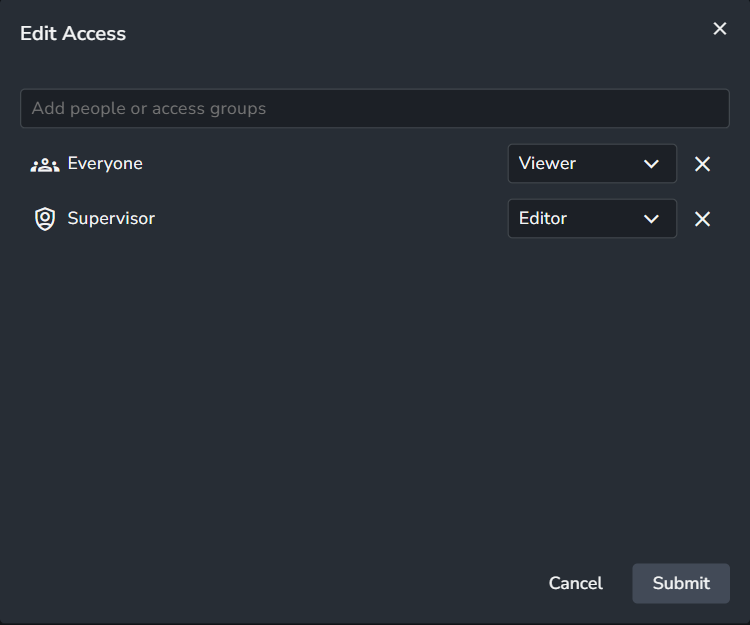 Edit Access
Add people or access groups
Everyone Viewer
Supervisor Editor
Cancel Submit